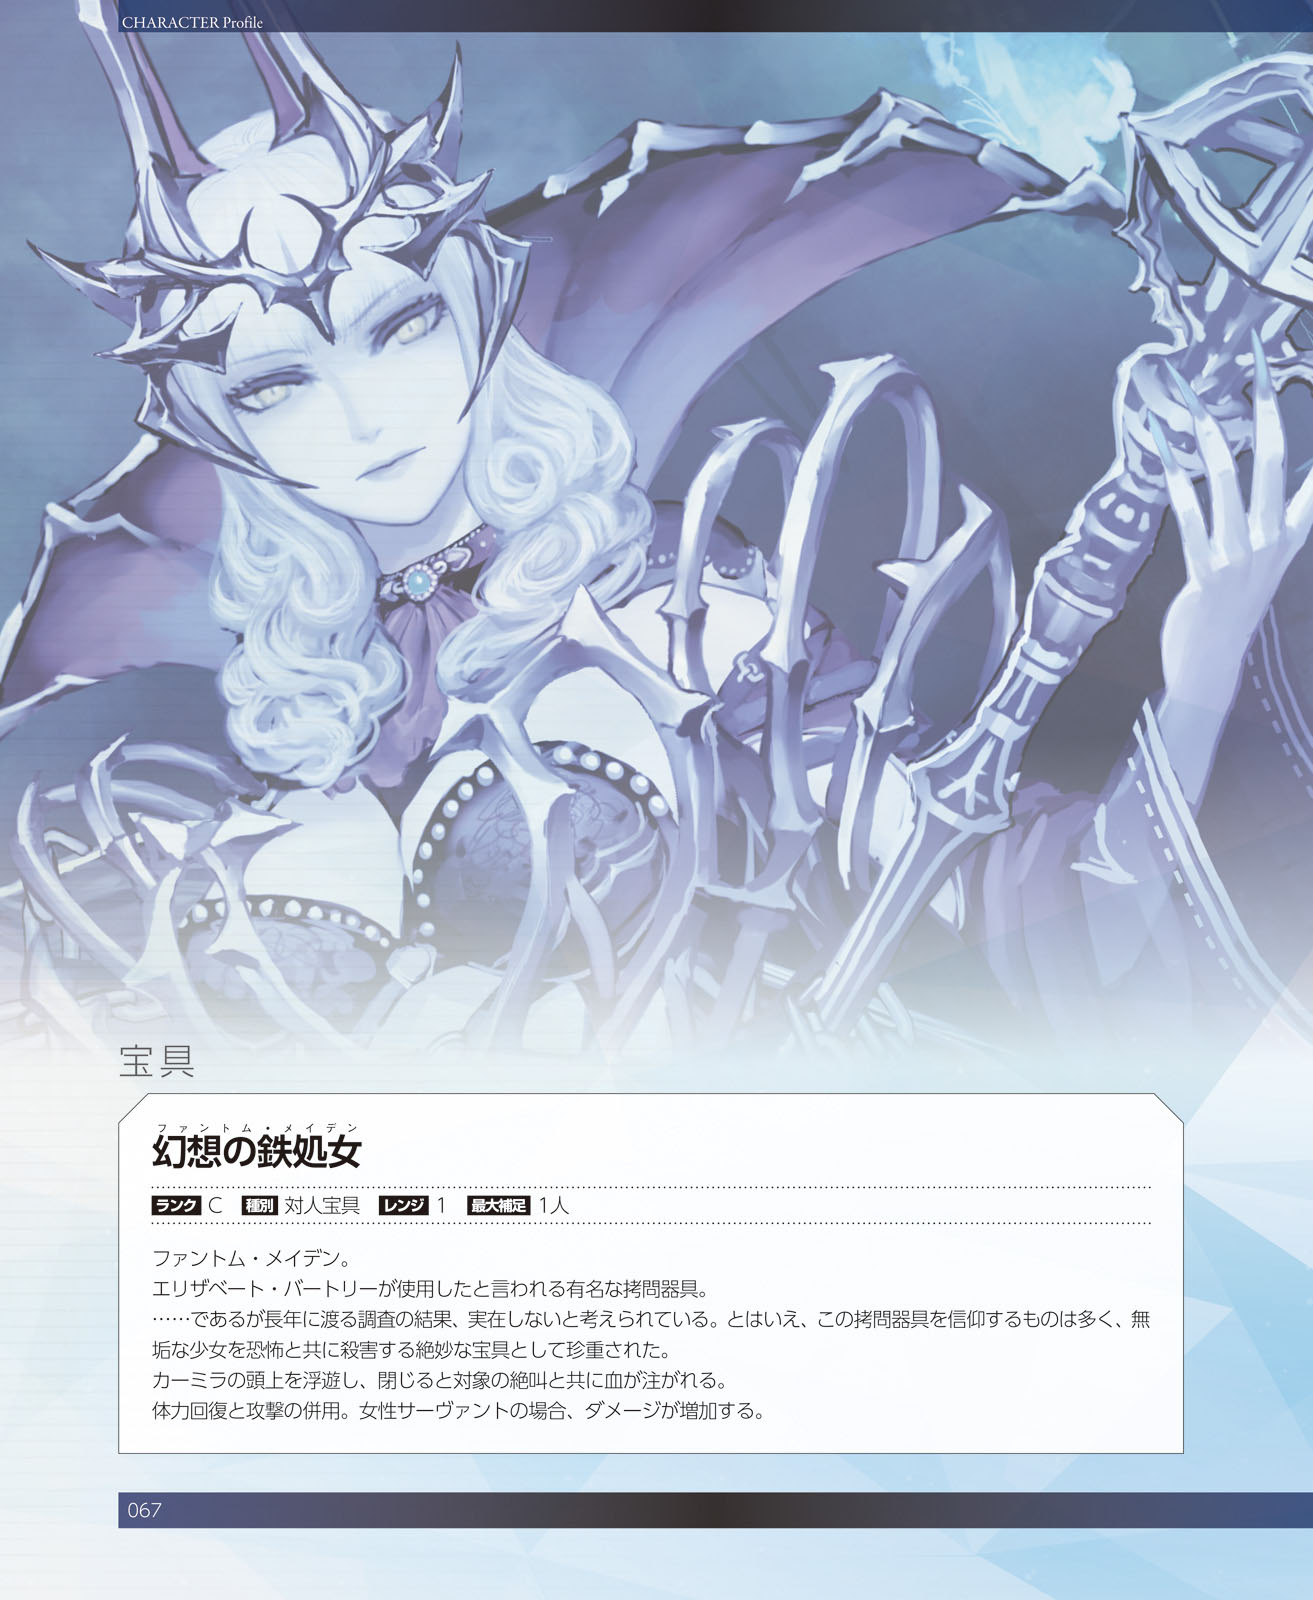 CHARACTER Profile
宝具
ファントム・メイデン
幻想の鉄処女
ランク C 種別 対人宝具 レンジ 1 最大補足 1人
ファントム・メイデン。
エリザベート・バートリーが使用したと言われる有名な拷問器具。
……であるが長年に渡る調査の結果、実在しないと考えられている。とはいえ、この拷問器具を信仰するものは多く、無
垢な少女を恐怖と共に殺害する絶妙な宝具として珍重された。
カーミラの頭上を浮遊し、閉じると対象の絶叫と共に血が注がれる。
体力回復と攻撃の併用。女性サーヴァントの場合、ダメージが増加する。
067